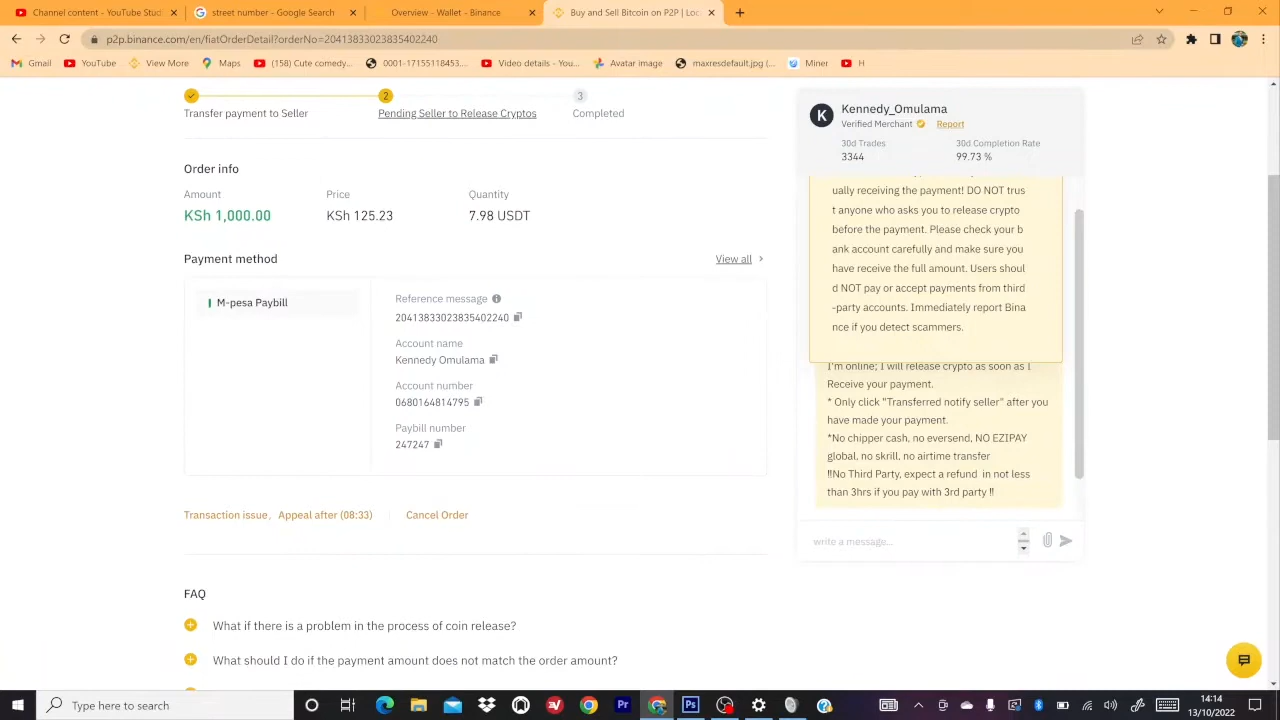 Channel content - YouTube Stud
street number - Google Search
Overview - Wallet - Binance
Buy and Sell Bitcoin on P2P | Loc
p2p.binance.com/en/fiatOrderDetail?orderNo=20413833023835402240
Gmail
YouTube
View More
Maps
(158) Cute comedy...
0001-17155118453....
Video details - You...
Avatar image
maxresdefault.jpg (...
Miner
H
2
3
Transfer payment to Seller
Pending Seller to Release Cryptos
Completed
Order info
Amount
Price
Quantity
KSh 1,000.00
KSh 125.23
7.98 USDT
Payment method
View all
M-pesa Paybill
Reference message
20413833023835402240
Account name
Kennedy Omulama
Account number
0680164814795
Paybill number
247247
Transaction issue, Appeal after (08:33)
Cancel Order
FAQ
What if there is a problem in the process of coin release?
What should I do if the payment amount does not match the order amount?
K
Kennedy_Omulama
Verified Merchant
Report
30d Trades
30d Completion Rate
3344
99.73 %
ually receiving the payment! DO NOT trus
t anyone who asks you to release crypto
before the payment. Please check your b
ank account carefully and make sure you
have receive the full amount. Users shoul
d NOT pay or accept payments from third
-party accounts. Immediately report Bina
nce if you detect scammers.
I'm online; I will release crypto as soon as I
Receive your payment.
* Only click "Transferred notify seller" after you
have made your payment.
*No chipper cash, no eversend, NO EZIPAY
global, no skrill, no airtime transfer
‼No Third Party, expect a refund in not less
than 3hrs if you pay with 3rd party ‼
write a message...
Type here to search
Pr
Ps
14:14
13/10/2022